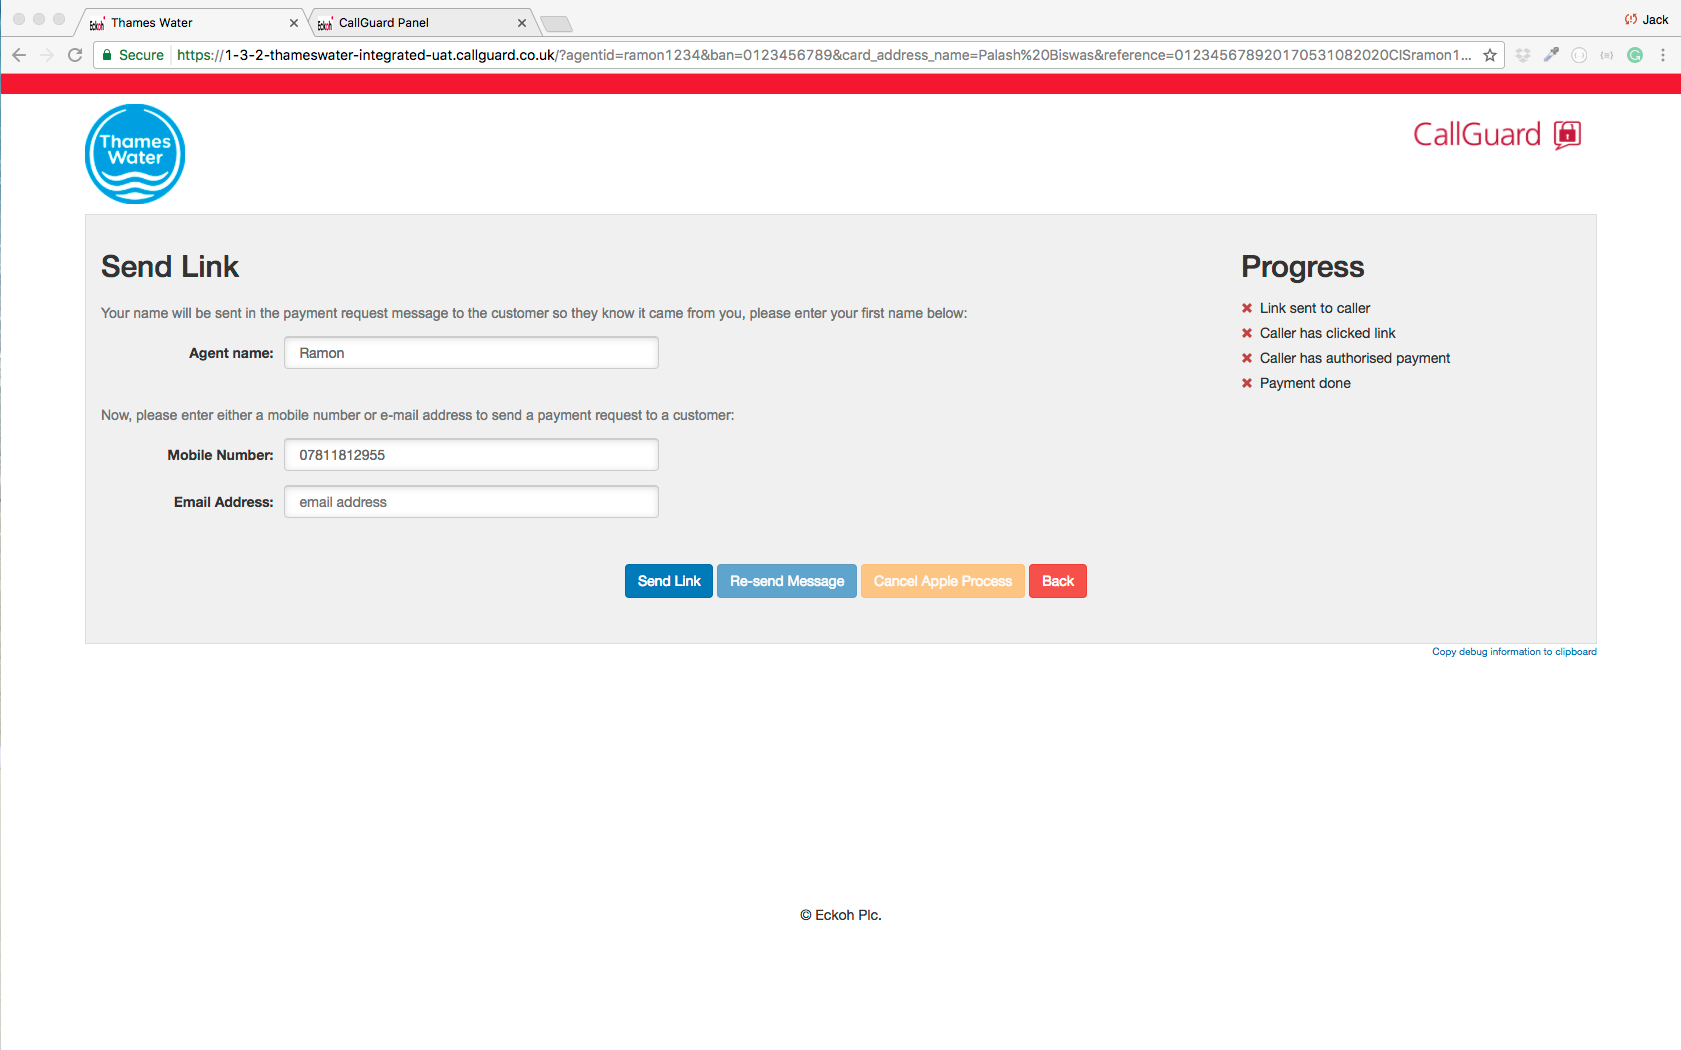 Eckoh Thames Water
Eckoh CallGuard Panel
Jack
Secure https://1-3-2-thameswater-integrated-uat.callguard.co.uk/?agentid=ramon1234&ban=0123456789&card_address_name=Palash%20Biswas&reference=012345678920170531082020CISramon1...
Thames
Water
CallGuard
Send Link
Your name will be sent in the payment request message to the customer so they know it came from you, please enter your first name below:
Agent name: Ramon
Now, please enter either a mobile number or e-mail address to send a payment request to a customer:
Mobile Number: 07811812955
Email Address: email address
Send Link Re-send Message Cancel Apple Process Back
Progress
Link sent to caller
Caller has clicked link
Caller has authorised payment
Payment done
Copy debug information to clipboard
© Eckoh Plc.